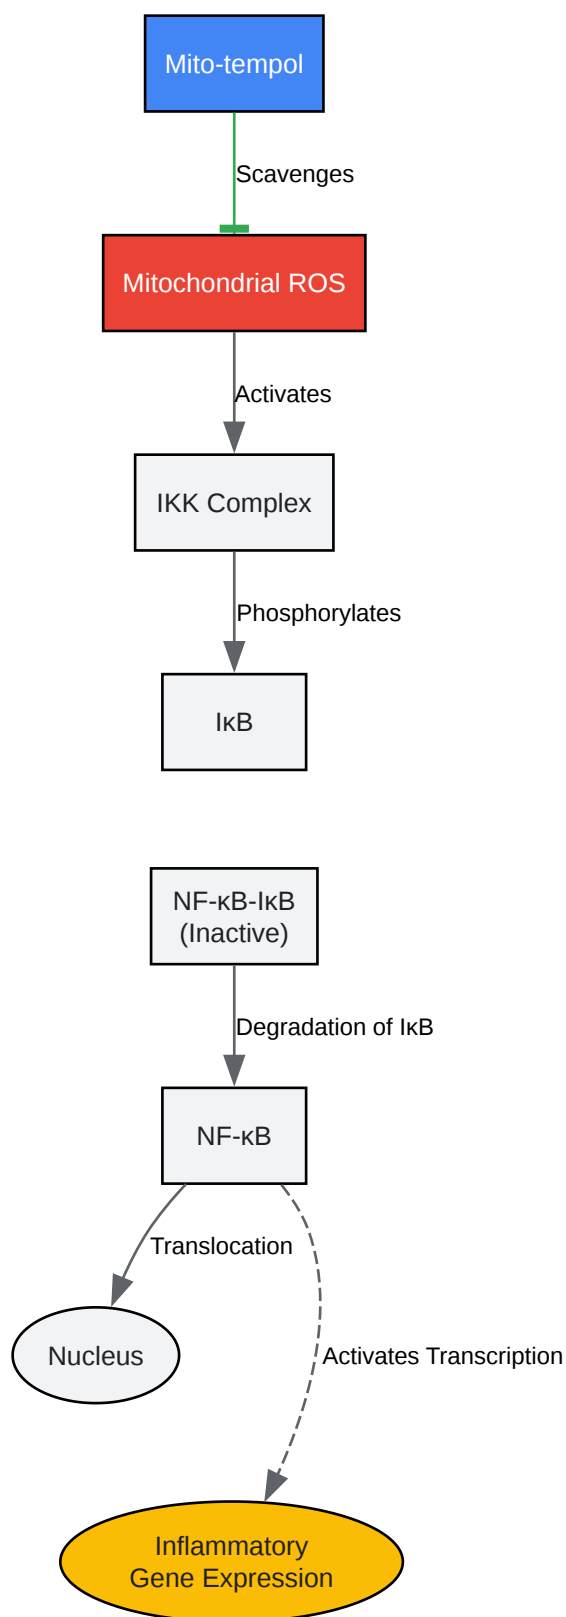 Mito-tempol
Scavenges
Mitochondrial ROS
Activates
IKK Complex
Phosphorylates
IκB
NF-κB-IκB
(Inactive)
Degradation of IκB
NF-κB
Translocation
Nucleus
Activates Transcription
Inflammatory
Gene Expression